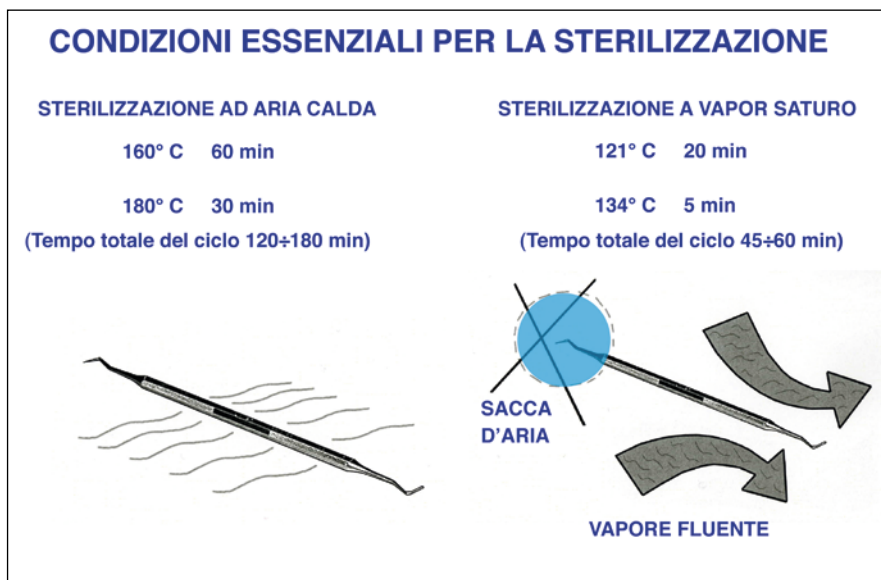 CONDIZIONI ESSENZIALI PER LA STERILIZZAZIONE
STERILIZZAZIONE AD ARIA CALDA
160° C 60 min
180° C 30 min
(Tempo totale del ciclo 120÷180 min)
STERILIZZAZIONE A VAPOR SATURO
121° C 20 min
134° C 5 min
(Tempo totale del ciclo 45÷60 min)
SACCA
D'ARIA
VAPORE FLUENTE